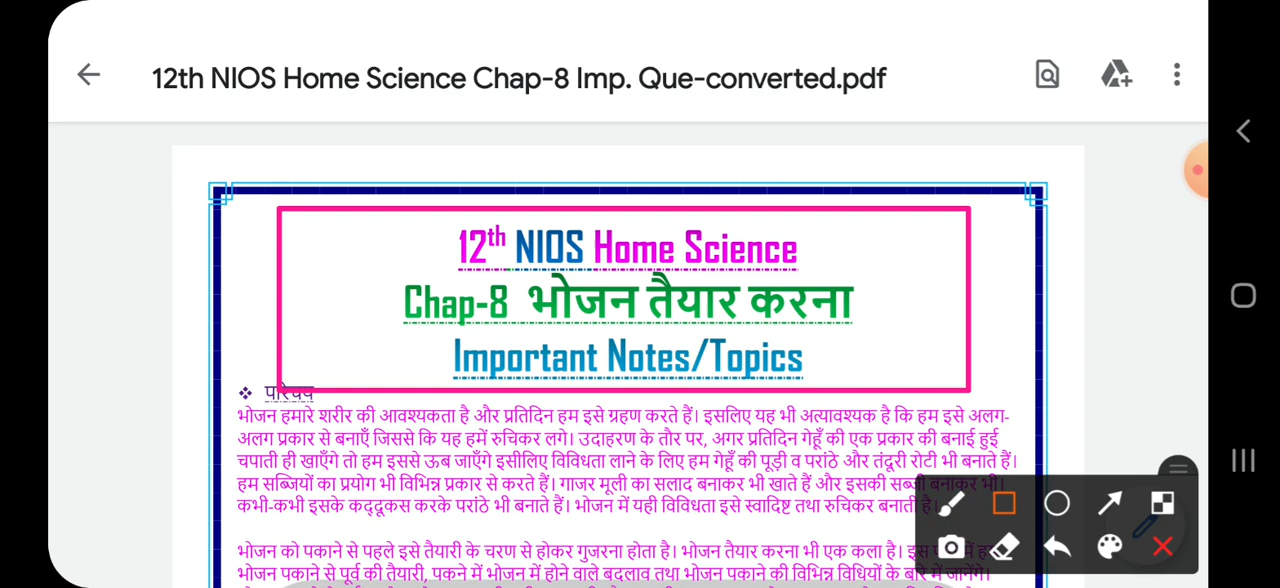 12th NIOS Home Science Chap-8 Imp. Que-converted.pdf
12th NIOS Home Science
Chap-8 भोजन तैयार करना
Important Notes/Topics
❖ परिचय
भोजन हमारे शरीर की आवश्यकता है और प्रतिदिन हम इसे ग्रहण करते हैं। इसलिए यह भी अत्यावश्यक है कि हम इसे अलग-
अलग प्रकार से बनाएँ जिससे कि यह हमें रुचिकर लगे। उदाहरण के तौर पर, अगर प्रतिदिन गेहूँ की एक प्रकार की बनाई हुई
चपाती ही खाएँगे तो हम इससे ऊब जाएँगे इसीलिए विविधता लाने के लिए हम गेहूँ की पूड़ी व परांठे और तंदूरी रोटी भी बनाते हैं।
हम सब्जियों का प्रयोग भी विभिन्न प्रकार से करते हैं। गाजर मूली का सलाद बनाकर भी खाते हैं और इसकी सब्जी बनाकर भी।
कभी-कभी इसके कद्दूकस करके परांठे भी बनाते हैं। भोजन में यही विविधता इसे स्वादिष्ट तथा रुचिकर बनाती है।
भोजन को पकाने से पहले इसे तैयारी के चरण से होकर गुजरना होता है। भोजन तैयार करना भी एक कला है। इस
भोजन पकाने से पूर्व की तैयारी, पकने में भोजन में होने वाले बदलाव तथा भोजन पकाने की विभिन्न विधियों के बारे में जानेंगे।